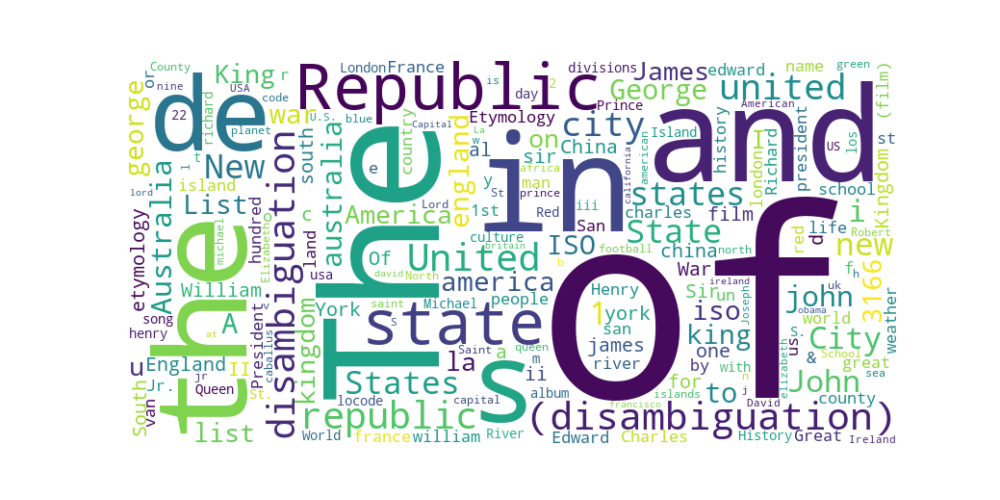 the
The
of
in
and
de
Republic
state
s
(disambiguation)
disambiguation
United
united
republic
States
states
State
city
City
King
king
New
new
List
list
A
Australia
australia
america
America
england
England
George
george
James
james
john
John
kingdom
Kingdom
war
War
ISO
iso
3166
1
la
a
to
i
I
ii
II
iii
u
south
South
William
william
York
york
China
china
London
london
France
france
Etymology
etymology
divisions
edward
Edward
name
(film)
film
Prince
prince
Island
island
islands
American
american
US
us
U.S.
USA
usa
uk
los
st
St
St.
Saint
saint
president
President
school
School
history
History
Richard
richard
Charles
charles
Henry
henry
Michael
michael
Elizabeth
elizabeth
Robert
Joseph
David
david
Lord
lord
Queen
queen
Sir
sir
San
san
francisco
Red
red
blue
green
River
river
County
county
Capital
capital
country
culture
football
britain
africa
california
north
North
people
album
song
hundred
land
nine
22
code
planet
locode
caballus
World
world
weather
Great
great
sea
life
Ireland
ireland
obama
one
by
for
with
on
al
man
1st
day
is
2
or
van
Jr.
jr
Of
un
La
at
&
S.
y
e
r
t
c
m
d
f
h
n
j
b
w
S
l